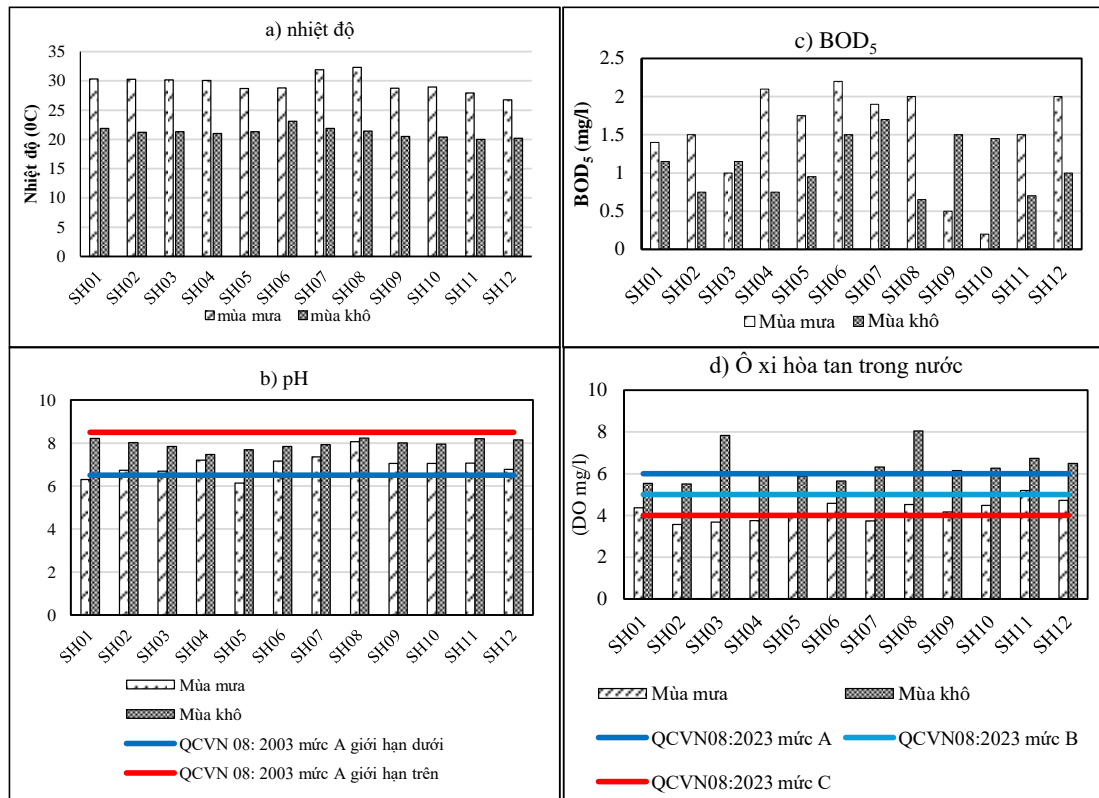 a) nhiệt độ
Nhiệt độ (0C)
35
30
25
20
15
10
5
0
SH01
SH02
SH03
SH04
SH05
SH06
SH07
SH08
SH09
SH10
SH11
SH12
mùa mưa
mùa khô
c) BOD₅
BOD₅ (mg/l)
2.5
2
1.5
1
0.5
0
SH01
SH02
SH03
SH04
SH05
SH06
SH07
SH08
SH09
SH10
SH11
SH12
Mùa mưa
Mùa khô
b) pH
10
8
6
4
2
0
SH01
SH02
SH03
SH04
SH05
SH06
SH07
SH08
SH09
SH10
SH11
SH12
Mùa mưa
Mùa khô
QCVN 08: 2003 mức A giới hạn dưới
QCVN 08: 2003 mức A giới hạn trên
d) Ô xi hòa tan trong nước
(DO mg/l)
10
8
6
4
2
0
SH01
SH02
SH03
SH04
SH05
SH06
SH07
SH08
SH09
SH10
SH11
SH12
Mùa mưa
Mùa khô
QCVN08:2023 mức A
QCVN08:2023 mức B
QCVN08:2023 mức C